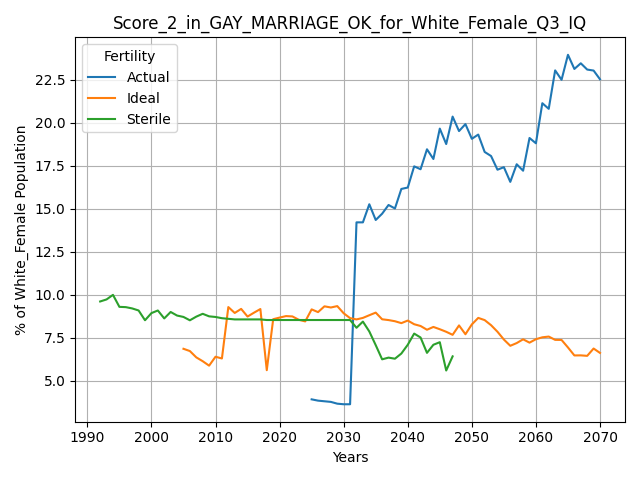 Score_2_in_GAY_MARRIAGE_OK_for_White_Female_Q3_IQ
Fertility
Actual
Ideal
Sterile
% of White_Female Population
22.5
20.0
17.5
15.0
12.5
10.0
7.5
5.0
1990 2000 2010 2020 2030 2040 2050 2060 2070
Years